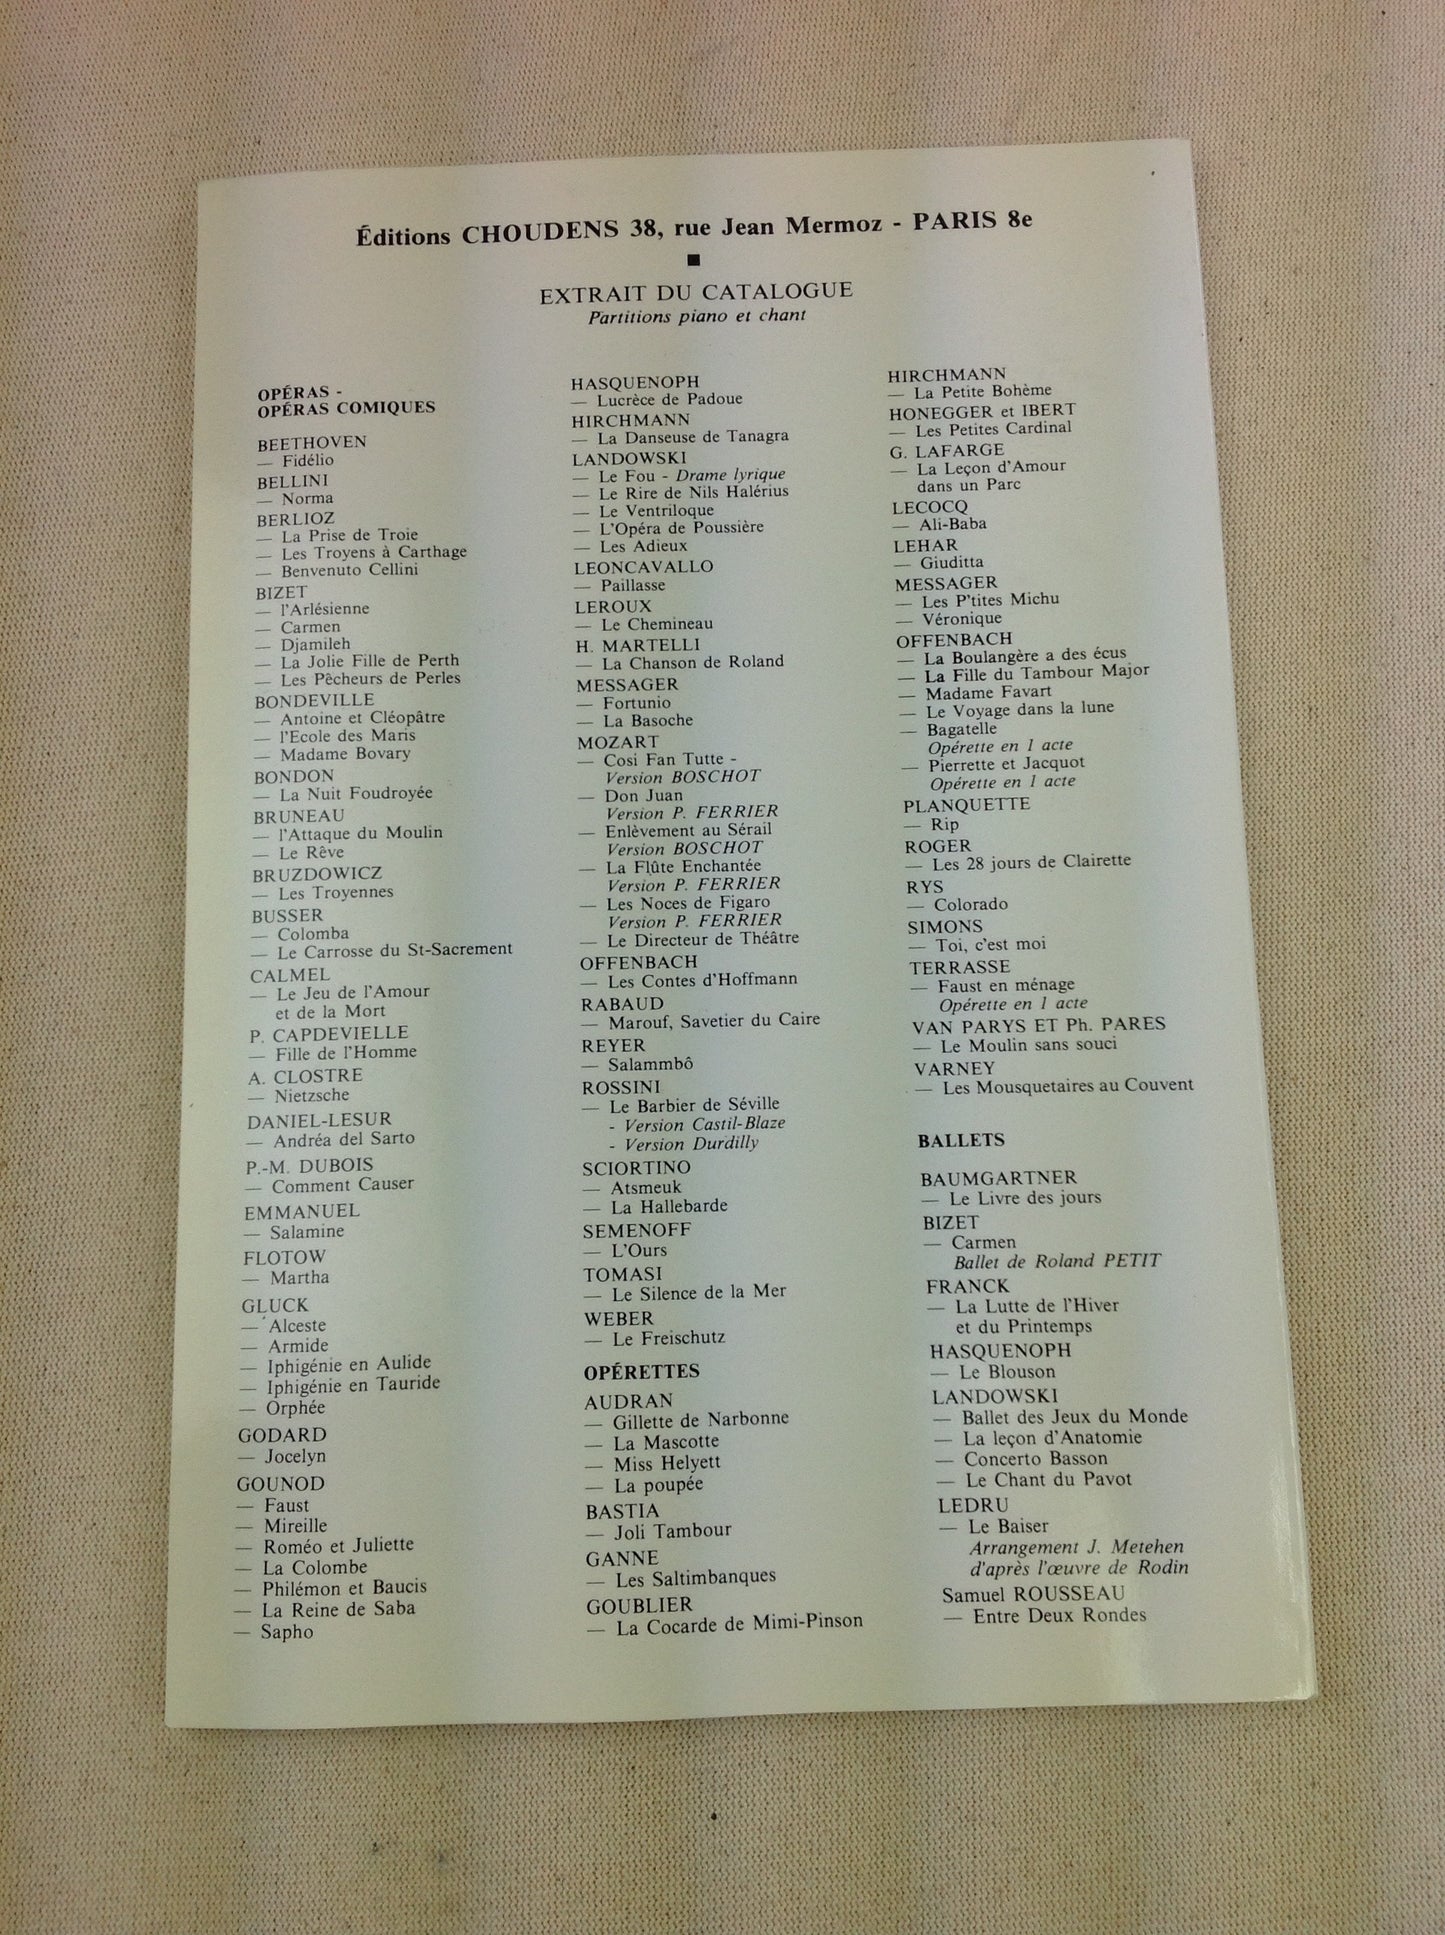 Éditions CHOUDENS 38, rue Jean Mermoz - PARIS 8e
■
EXTRAIT DU CATALOGUE
Partitions piano et chant
OPÉRAS -
OPÉRAS COMIQUES
BEETHOVEN
— Fidélio
BELLINI
— Norma
BERLIOZ
— La Prise de Troie
— Les Troyens à Carthage
— Benvenuto Cellini
BIZET
— l'Arlésienne
— Carmen
— Djamileh
— La Jolie Fille de Perth
— Les Pêcheurs de Perles
BONDEVILLE
— Antoine et Cléopâtre
— l'Ecole des Maris
— Madame Bovary
BONDON
— La Nuit Foudroyée
BRUNEAU
— l'Attaque du Moulin
— Le Rêve
BRUZDOWICZ
— Les Troyennes
BUSSER
— Colomba
— Le Carrosse du St-Sacrement
CALMEL
— Le Jeu de l'Amour
et de la Mort
P. CAPDEVIELLE
— Fille de l'Homme
A. CLOSTRE
— Nietzsche
DANIEL-LESUR
— Andréa del Sarto
P.-M. DUBOIS
— Comment Causer
EMMANUEL
— Salamine
FLOTOW
— Martha
GLUCK
— Alceste
— Armide
— Iphigénie en Aulide
— Iphigénie en Tauride
— Orphée
GODARD
— Jocelyn
GOUNOD
— Faust
— Mireille
— Roméo et Juliette
— La Colombe
— Philémon et Baucis
— La Reine de Saba
— Sapho
HASQUENOPH
— Lucrèce de Padoue
HIRCHMANN
— La Danseuse de Tanagra
LANDOWSKI
— Le Fou - Drame lyrique
— Le Rire de Nils Halérius
— Le Ventriloque
— L'Opéra de Poussière
— Les Adieux
LEONCAVALLO
— Paillasse
LEROUX
— Le Chemineau
H. MARTELLI
— La Chanson de Roland
MESSAGER
— Fortunio
— La Basoche
MOZART
— Cosi Fan Tutte -
Version BOSCHOT
— Don Juan
Version P. FERRIER
— Enlèvement au Sérail
Version BOSCHOT
— La Flûte Enchantée
Version P. FERRIER
— Les Noces de Figaro
Version P. FERRIER
— Le Directeur de Théâtre
OFFENBACH
— Les Contes d'Hoffmann
RABAUD
— Marouf, Savetier du Caire
REYER
— Salammbô
ROSSINI
— Le Barbier de Séville
- Version Castil-Blaze
- Version Durdilly
SCIORTINO
— Atsmeuk
— La Hallebarde
SEMENOFF
— L'Ours
TOMASI
— Le Silence de la Mer
WEBER
— Le Freischutz
OPÉRETTES
AUDRAN
— Gillette de Narbonne
— La Mascotte
— Miss Helyett
— La poupée
BASTIA
— Joli Tambour
GANNE
— Les Saltimbanques
GOUBLIER
— La Cocarde de Mimi-Pinson
HIRCHMANN
— La Petite Bohème
HONEGGER et IBERT
— Les Petites Cardinal
G. LAFARGE
— La Leçon d'Amour
dans un Parc
LECOCQ
— Ali-Baba
LEHAR
— Giuditta
MESSAGER
— Les P'tites Michu
— Véronique
OFFENBACH
— La Boulangère a des écus
— La Fille du Tambour Major
— Madame Favart
— Le Voyage dans la lune
— Bagatelle
Opérette en 1 acte
— Pierrette et Jacquot
Opérette en 1 acte
PLANQUETTE
— Rip
ROGER
— Les 28 jours de Clairette
RYS
— Colorado
SIMONS
— Toi, c'est moi
TERRASSE
— Faust en ménage
Opérette en 1 acte
VAN PARYS ET Ph. PARES
— Le Moulin sans souci
VARNEY
— Les Mousquetaires au Couvent
BALLETS
BAUMGARTNER
— Le Livre des jours
BIZET
— Carmen
Ballet de Roland PETIT
FRANCK
— La Lutte de l'Hiver
et du Printemps
HASQUENOPH
— Le Blouson
LANDOWSKI
— Ballet des Jeux du Monde
— La leçon d'Anatomie
— Concerto Basson
— Le Chant du Pavot
LEDRU
— Le Baiser
Arrangement J. Metehen
d'après l'œuvre de Rodin
Samuel ROUSSEAU
— Entre Deux Rondes